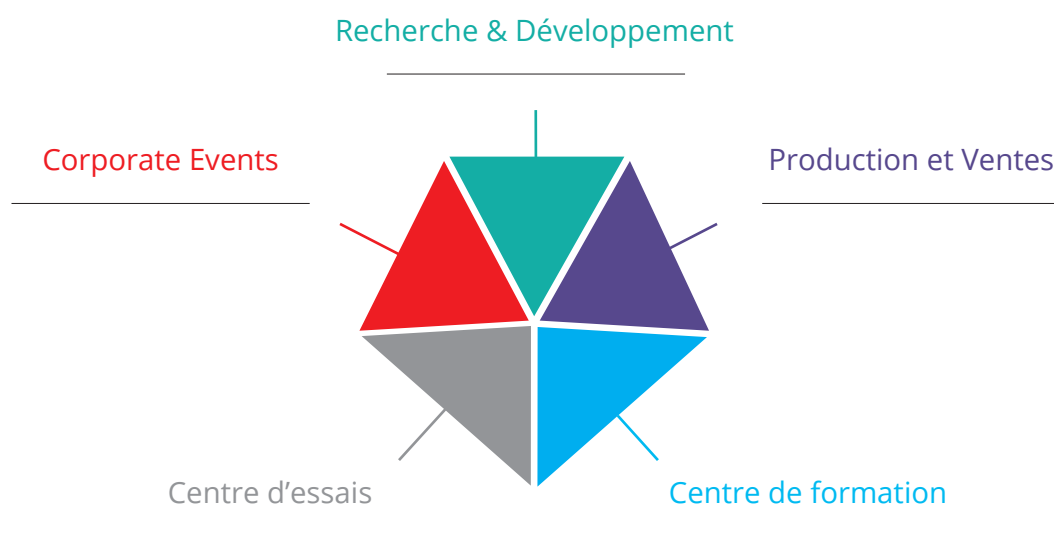 Recherche & Développement
Corporate Events
Production et Ventes
Centre d’essais
Centre de formation